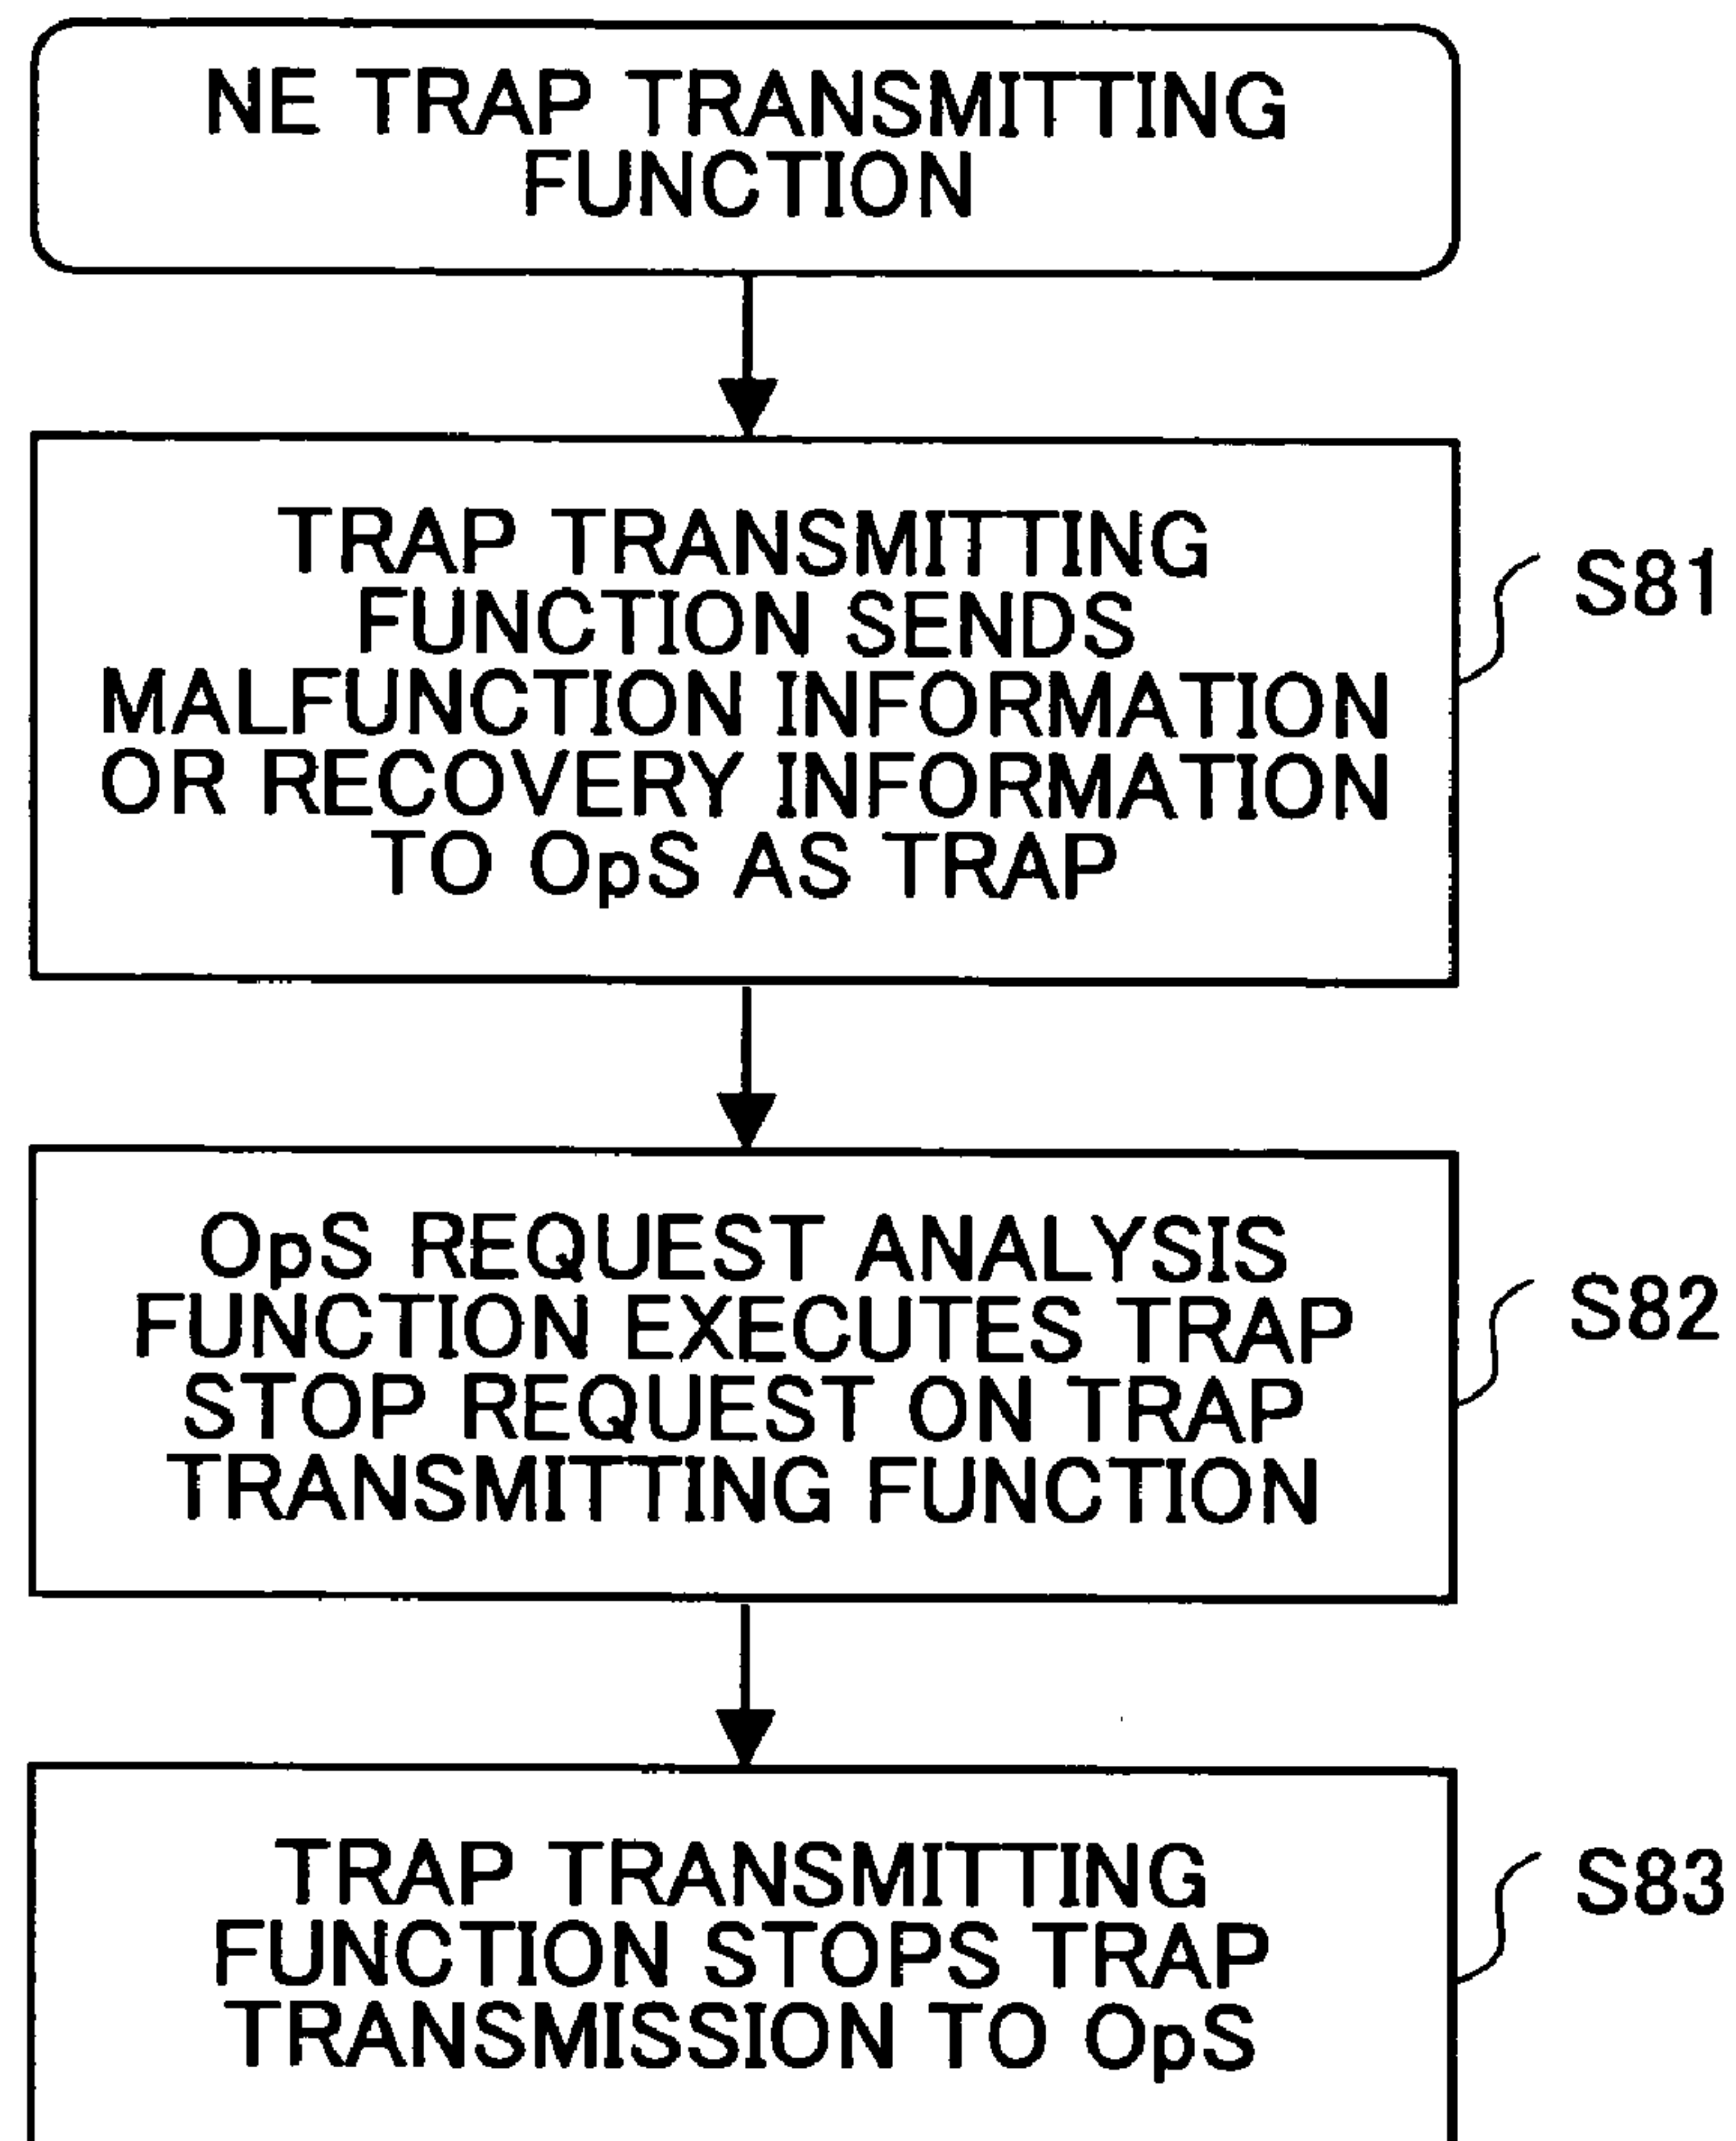 NE TRAP TRANSMITTING
FUNCTION
TRAP TRANSMITTING
FUNCTION SENDS
MALFUNCTION INFORMATION
OR RECOVERY INFORMATION
TO OpS AS TRAP
S81
OpS REQUEST ANALYSIS
FUNCTION EXECUTES TRAP
STOP REQUEST ON TRAP
TRANSMITTING FUNCTION
S82
TRAP TRANSMITTING
FUNCTION STOPS TRAP
TRANSMISSION TO OpS
S83